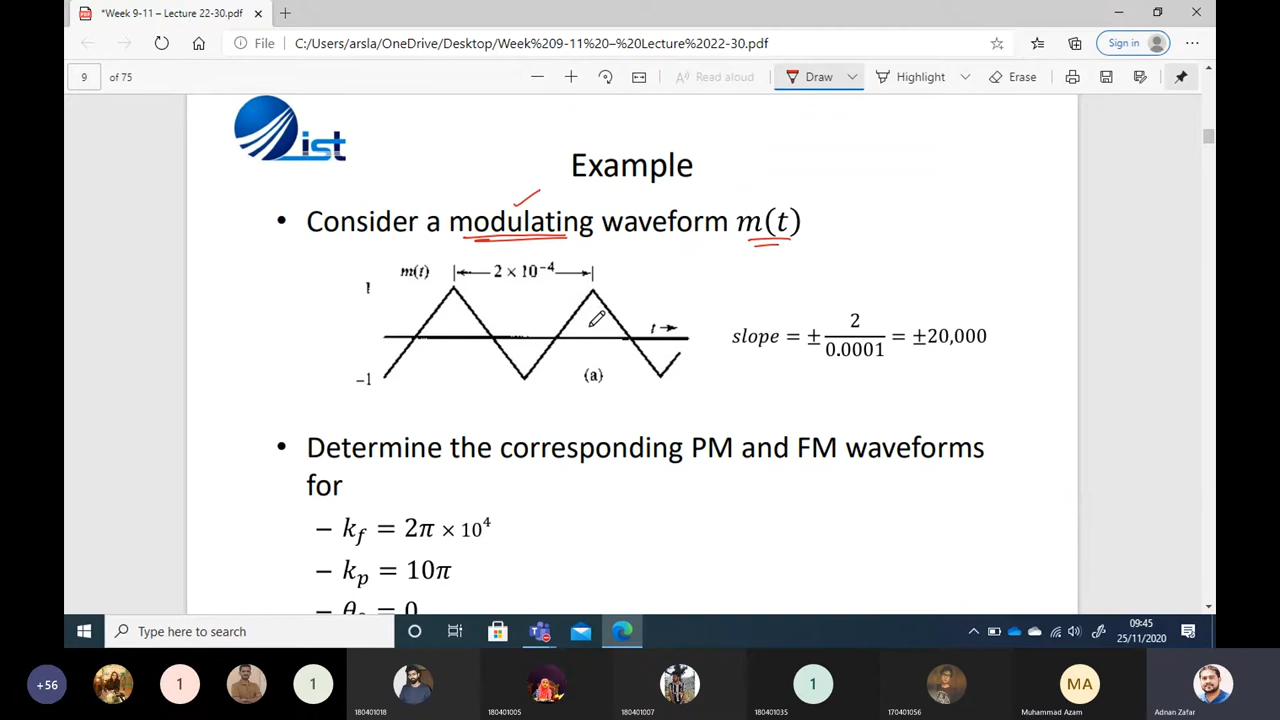 *Week 9-11 – Lecture 22-30.pdf
File C:/Users/arsla/OneDrive/Desktop/Week%209-11%20–%20Lecture%2022-30.pdf Sign in
9 of 75 Read aloud Draw Highlight Erase
ist
Example
• Consider a modulating waveform m(t)
m(t) 2 × 10⁻⁴
1
t
slope = ± 2/0.0001 = ±20,000
−1 (a)
• Determine the corresponding PM and FM waveforms
for
– k_f = 2π × 10⁴
– k_p = 10π
– θ₀ = 0
Type here to search
09:45
25/11/2020
+56 1 1 1 MA
180401018 180401005 180401007 180401035 170401056 Muhammad Azam Adnan Zafar